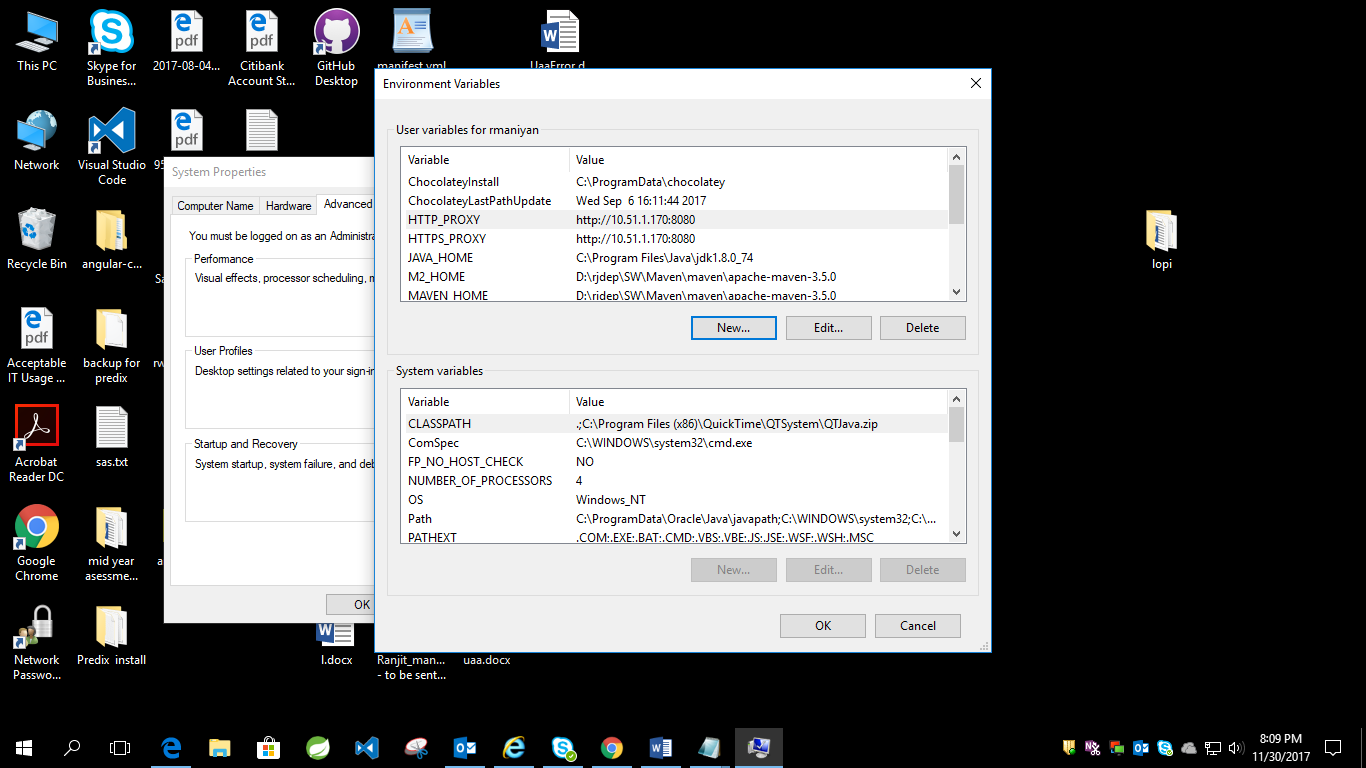 This PC
Skype for Busines...
2017-08-04...
Citibank Account St...
GitHub Desktop
manifest.yml
UaaError.d
Network
Visual Studio Code
95
Recycle Bin
angular-c...
Sa
Acceptable IT Usage ...
backup for predix
rw
Acrobat Reader DC
sas.txt
Google Chrome
mid year asessme...
a
Network Passwo...
Predix install
l.docx
Ranjit_man... - to be sent...
uaa.docx
lopi
System Properties
Computer Name
Hardware
Advanced
You must be logged on as an Administra
Performance
Visual effects, processor scheduling, m
User Profiles
Desktop settings related to your sign-in
Startup and Recovery
System startup, system failure, and deb
OK
Environment Variables
User variables for rmaniyan
Variable Value
ChocolateyInstall C:\ProgramData\chocolatey
ChocolateyLastPathUpdate Wed Sep 6 16:11:44 2017
HTTP_PROXY http://10.51.1.170:8080
HTTPS_PROXY http://10.51.1.170:8080
JAVA_HOME C:\Program Files\Java\jdk1.8.0_74
M2_HOME D:\rjdep\SW\Maven\maven\apache-maven-3.5.0
MAVEN_HOME D:\rjdep\SW\Maven\maven\apache-maven-3.5.0
New... Edit... Delete
System variables
Variable Value
CLASSPATH .;C:\Program Files (x86)\QuickTime\QTSystem\QTJava.zip
ComSpec C:\WINDOWS\system32\cmd.exe
FP_NO_HOST_CHECK NO
NUMBER_OF_PROCESSORS 4
OS Windows_NT
Path C:\ProgramData\Oracle\Java\javapath;C:\WINDOWS\system32;C:\...
PATHEXT .COM;.EXE;.BAT;.CMD;.VBS;.VBE;.JS;.JSE;.WSF;.WSH;.MSC
New... Edit... Delete
OK Cancel
8:09 PM
11/30/2017